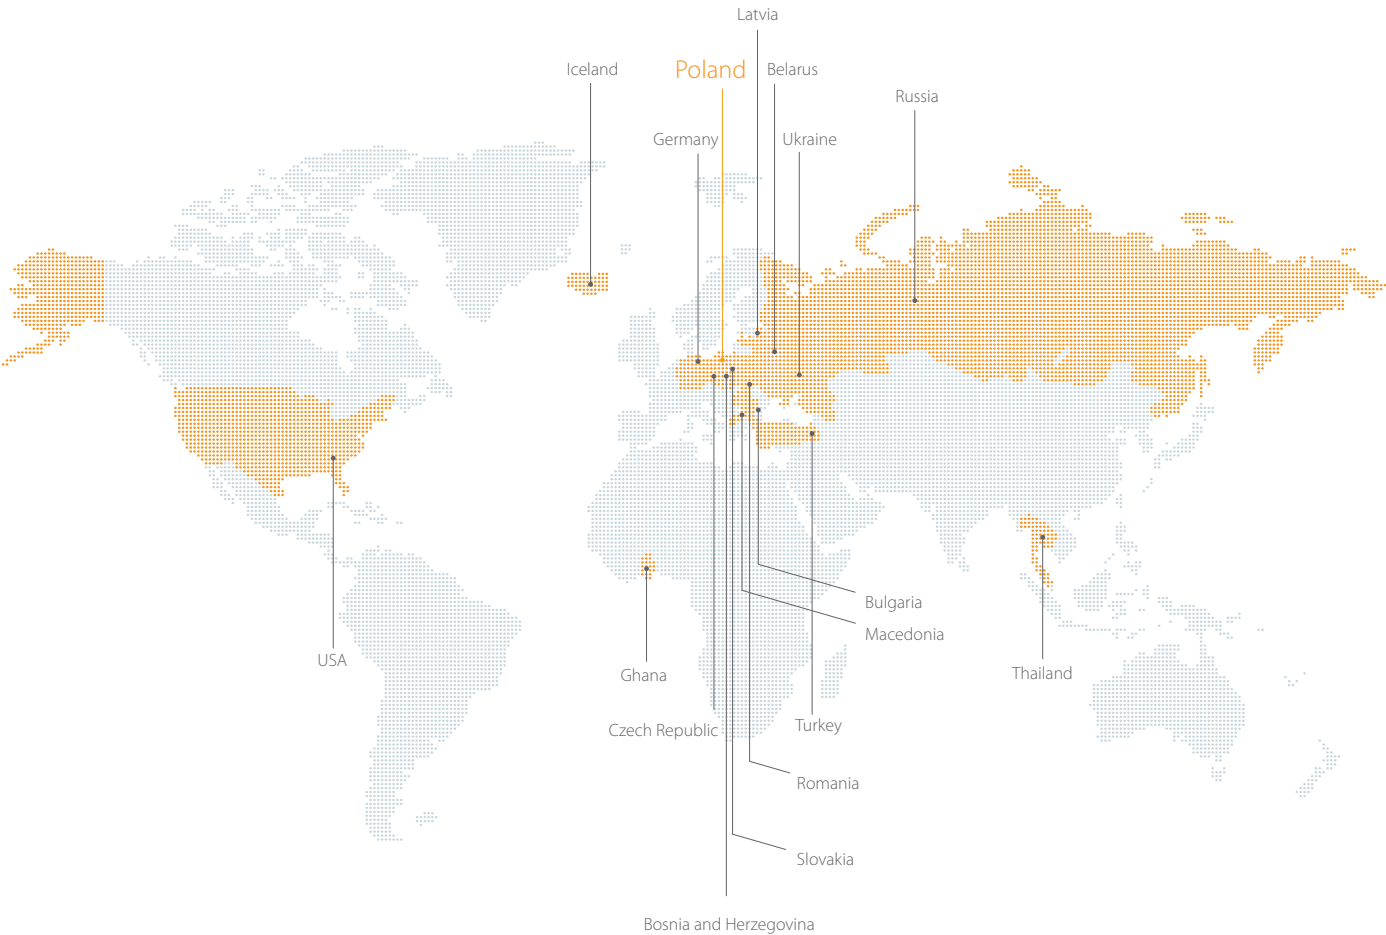 Latvia
Iceland
Poland
Belarus
Russia
Germany
Ukraine
Bulgaria
Macedonia
USA
Ghana
Thailand
Czech Republic
Turkey
Romania
Slovakia
Bosnia and Herzegovina